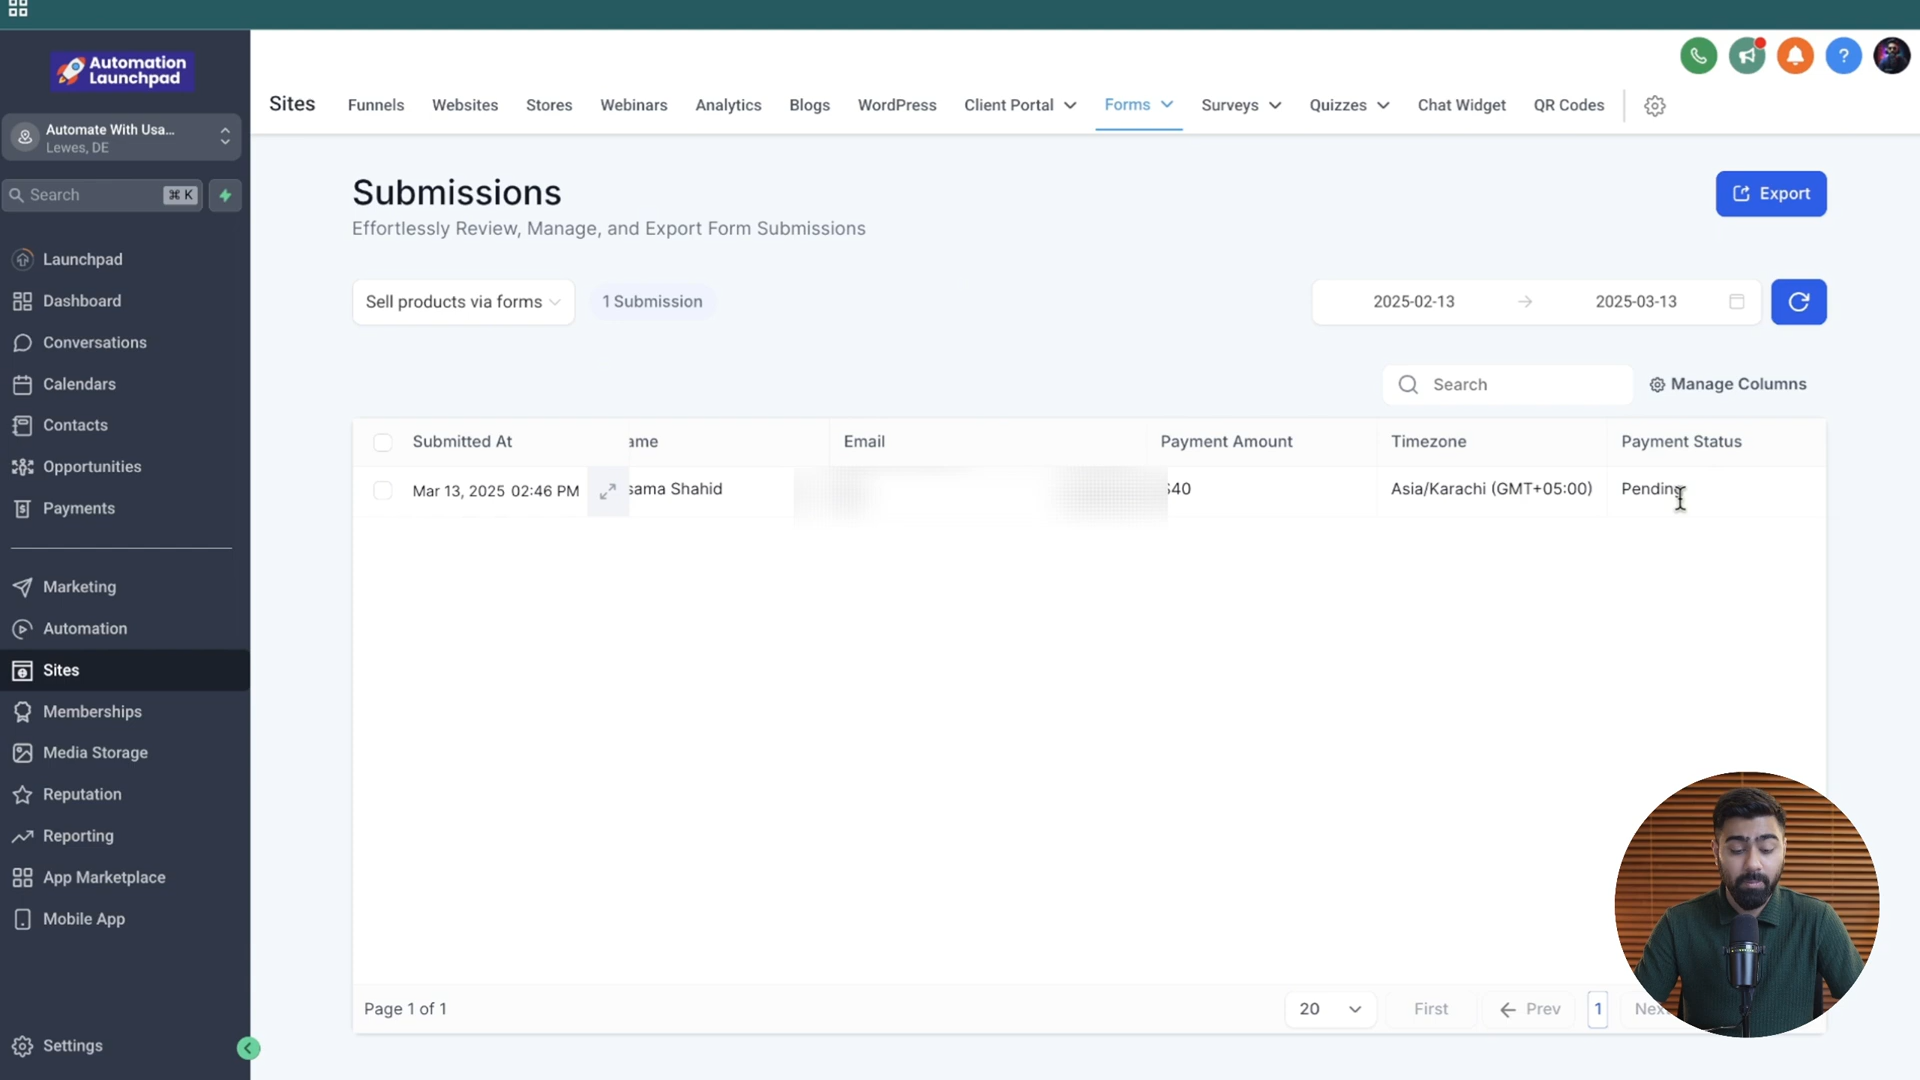 Automation
Launchpad
Automate With Usa...
Lewes, DE
Search
⌘ K
Launchpad
Dashboard
Conversations
Calendars
Contacts
Opportunities
Payments
Marketing
Automation
Sites
Memberships
Media Storage
Reputation
Reporting
App Marketplace
Mobile App
Settings
Sites Funnels Websites Stores Webinars Analytics Blogs WordPress Client Portal Forms Surveys Quizzes Chat Widget QR Codes
Submissions
Export
Effortlessly Review, Manage, and Export Form Submissions
Sell products via forms 1 Submission 2025-02-13 → 2025-03-13
Search Manage Columns
Submitted At ame Email Payment Amount Timezone Payment Status
Mar 13, 2025 02:46 PM sama Shahid $40 Asia/Karachi (GMT+05:00) Pending
Page 1 of 1 20 First ← Prev 1 Nex